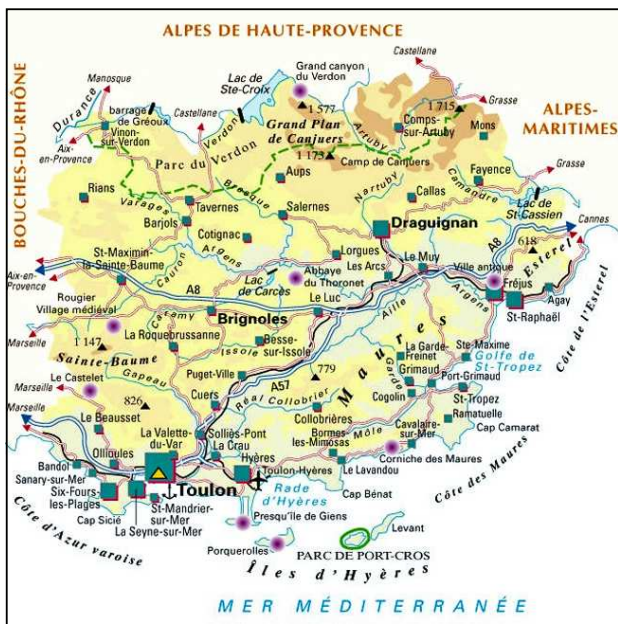 ALPES DE HAUTE-PROVENCE
Castellane
Grand canyon
du Verdon
Lac de
Ste-Croix
Manosque
Durance
barrage
de Gréoux
Castellane
1 577
1 715
Grasse
ALPES-
MARITIMES
BOUCHES-DU-RHÔNE
Vinon-
sur-Verdon
Verdon
Grand Plan
de Canjuers
Artuby
Comps-
sur-Artuby
Mons
Aix-
en-Provence
Parc du Verdon
1 173
Camp de Canjuers
Grasse
Aups
Fayence
Rians
Varages
Bresque
Narturby
Callas
Camandre
Tavernes
Salernes
Lac de
St-Cassien
Barjols
Cotignac
Draguignan
Cannes
Argens
A8
618
Esterel
St-Maximin-
la-Sainte-Baume
Cauron
Lorgues
Les Arcs
Le Muy
Ville antique
Aix-en-
Provence
A8
Lac de
Carcès
Abbaye
du Thoronet
Fréjus
Agay
Rougier
Village médiéval
Caramy
Brignoles
Le Luc
Aille
Argens
St-Raphaël
Côte de l'Esterel
Marseille
La Roquebrussanne
Issole
Besse-
sur-Issole
Maures
La Garde-
Freinet
Ste-Maxime
Golfe de
St-Tropez
1 147
Sainte-Baume
Puget-Ville
A57
779
Grimaud
Port-Grimaud
Marseille
Le Castelet
Gapeau
Réal Collobrier
Garde
Cogolin
St-Tropez
826
Cuers
Collobrières
Ramatuelle
Marseille
Le Beausset
Bormes-
les-Mimosas
Môle
Cavalaire-
sur-Mer
Cap Camarat
La Valette-
du-Var
Solliès-Pont
La Crau
Ollioules
Hyères
Toulon-Hyères
Le Lavandou
Corniche des Maures
Bandol
Sanary-sur-Mer
Toulon
Cap Bénat
Côte des Maures
Six-Fours-
les-Plages
St-Mandrier-
sur-Mer
Rade
d'Hyères
Cap Sicié
La Seyne-sur-Mer
Presqu'île de Giens
Levant
Côte d'Azur varoise
Porquerolles
PARC DE PORT-CROS
Îles d'Hyères
MER MÉDITERRANÉE